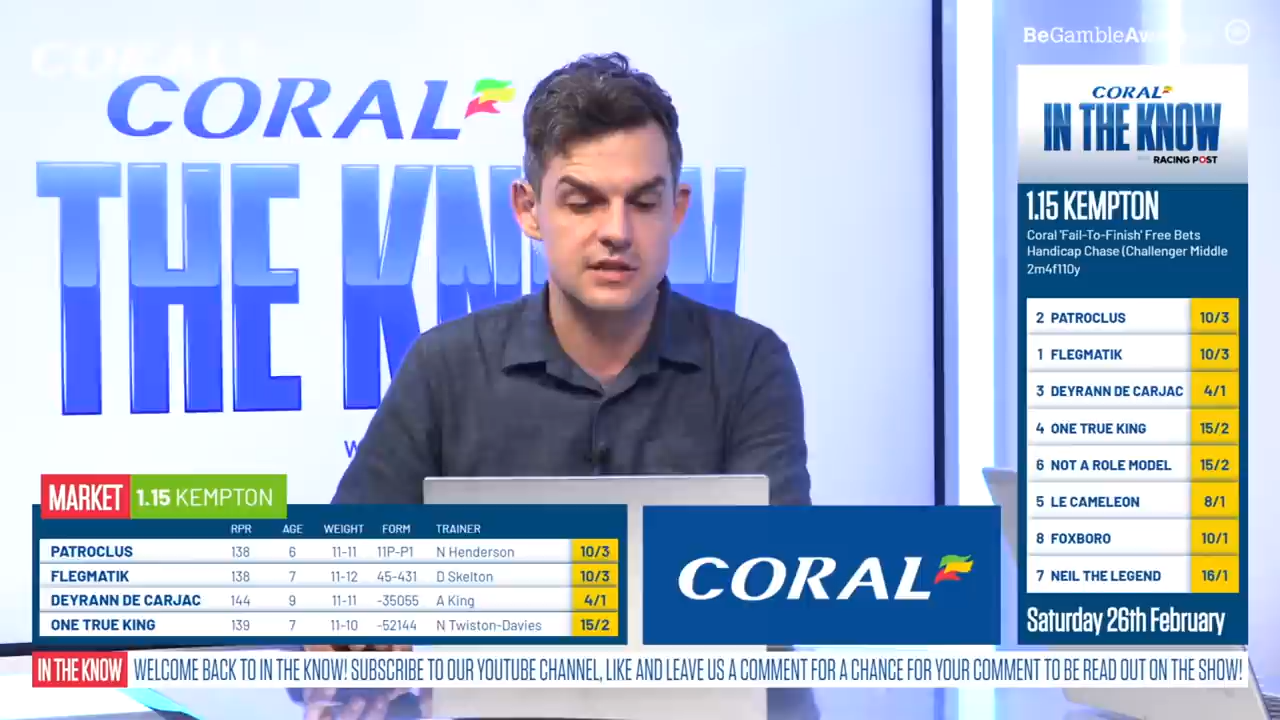 CORAL
BeGambleAw
CORAL
THE KNOW
W
CORAL
IN THE KNOW
RACING POST
1.15 KEMPTON
Coral 'Fail-To-Finish' Free Bets
Handicap Chase (Challenger Middle
2m4f110y
2 PATROCLUS 10/3
1 FLEGMATIK 10/3
3 DEYRANN DE CARJAC 4/1
4 ONE TRUE KING 15/2
6 NOT A ROLE MODEL 15/2
5 LE CAMELEON 8/1
8 FOXBORO 10/1
7 NEIL THE LEGEND 16/1
Saturday 26th February
MARKET 1.15 KEMPTON
RPR AGE WEIGHT FORM TRAINER
PATROCLUS 138 6 11-11 11P-P1 N Henderson 10/3
FLEGMATIK 138 7 11-12 45-431 D Skelton 10/3
DEYRANN DE CARJAC 144 9 11-11 -35055 A King 4/1
ONE TRUE KING 139 7 11-10 -52144 N Twiston-Davies 15/2
CORAL
IN THE KNOW WELCOME BACK TO IN THE KNOW! SUBSCRIBE TO OUR YOUTUBE CHANNEL, LIKE AND LEAVE US A COMMENT FOR A CHANCE FOR YOUR COMMENT TO BE READ OUT ON THE SHOW!